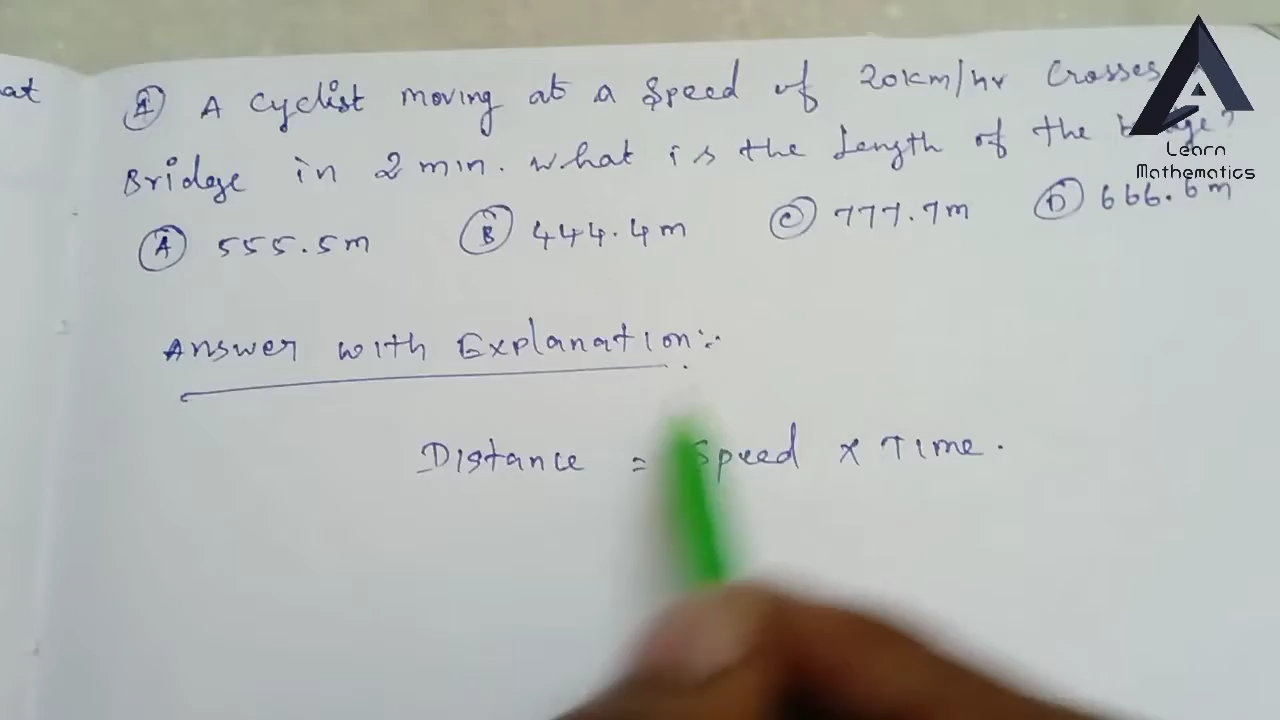 at
① A Cyclist moving at a Speed of 20km/hr Crosses
Bridge in 2 min. what is the Length of the
Ⓐ 555.5m Ⓑ 444.4m Ⓒ 777.7m Ⓓ 666.6m
Answer with Explanation:-
Distance = Speed × Time.
Learn
Mathematics